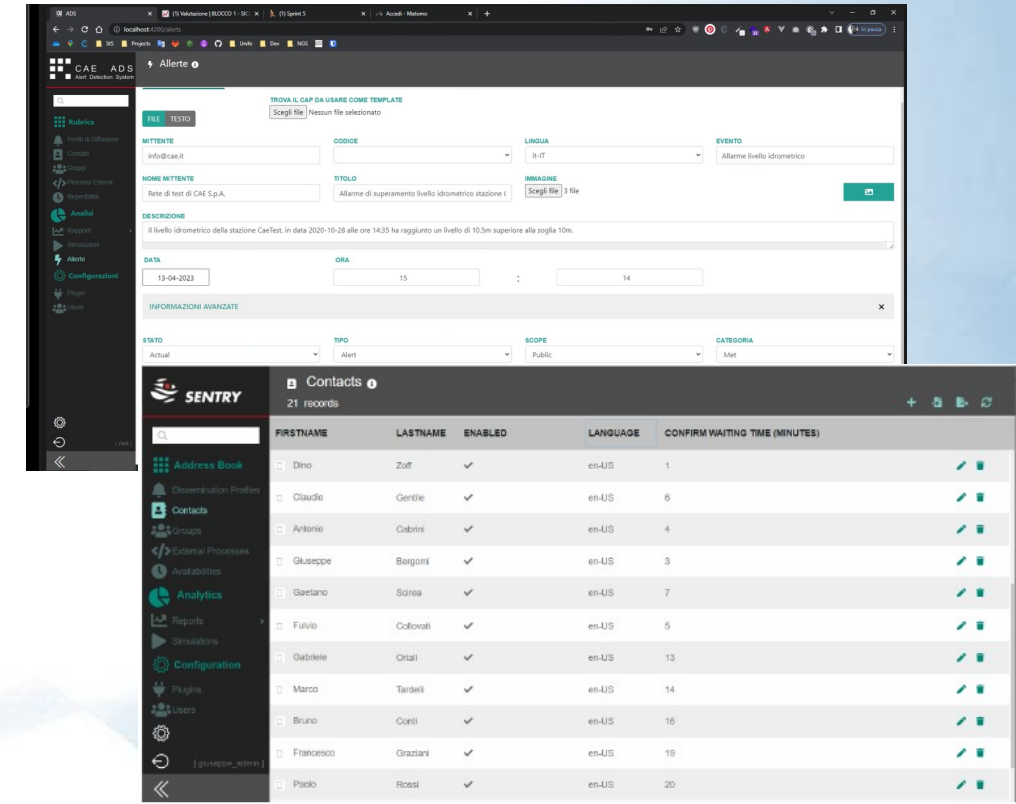 ADS
(1) Valutazione | BLOCCO 1 - SIC
(1) Sprint 5
Accedi - Matomo
localhost:4200/alerts
In pausa
SiS
Projects
Unife
Dev
NGS
CAE ADS
Alert Detection System
Allerte
Rubrica
Profili di Diffusione
Contatti
Gruppi
Processi Esterni
Reperibilità
Analisi
Rapporti
Simulazioni
Allerte
Configurazioni
Plugin
Utenti
[ root ]
TROVA IL CAP DA USARE COME TEMPLATE
FILE TESTO
Scegli file Nessun file selezionato
MITTENTE CODICE LINGUA EVENTO
info@cae.it it-IT Allarme livello idrometrico
NOME MITTENTE TITOLO IMMAGINE
Rete di test di CAE S.p.A. Allarme di superamento livello idrometrico stazione ( Scegli file 3 file
DESCRIZIONE
Il livello idrometrico della stazione CaeTest, in data 2020-10-28 alle ore 14:35 ha raggiunto un livello di 10.5m superiore alla soglia 10m.
DATA ORA
13-04-2023 15 : 14
INFORMAZIONI AVANZATE
STATO TIPO SCOPE CATEGORIA
Actual Alert Public Met
SENTRY
Contacts
21 records
Address Book
Dissemination Profiles
Contacts
Groups
External Processes
Availabilities
Analytics
Reports
Simulations
Configuration
Plugins
Users
[ giuseppe_admin ]
FIRSTNAME LASTNAME ENABLED LANGUAGE CONFIRM WAITING TIME (MINUTES)
Dino Zoff en-US 1
Claudio Gentile en-US 6
Antonio Cabrini en-US 4
Giuseppe Bergomi en-US 3
Gaetano Scirea en-US 7
Fulvio Collovati en-US 5
Gabriele Oriali en-US 13
Marco Tardelli en-US 14
Bruno Conti en-US 16
Francesco Graziani en-US 19
Paolo Rossi en-US 20